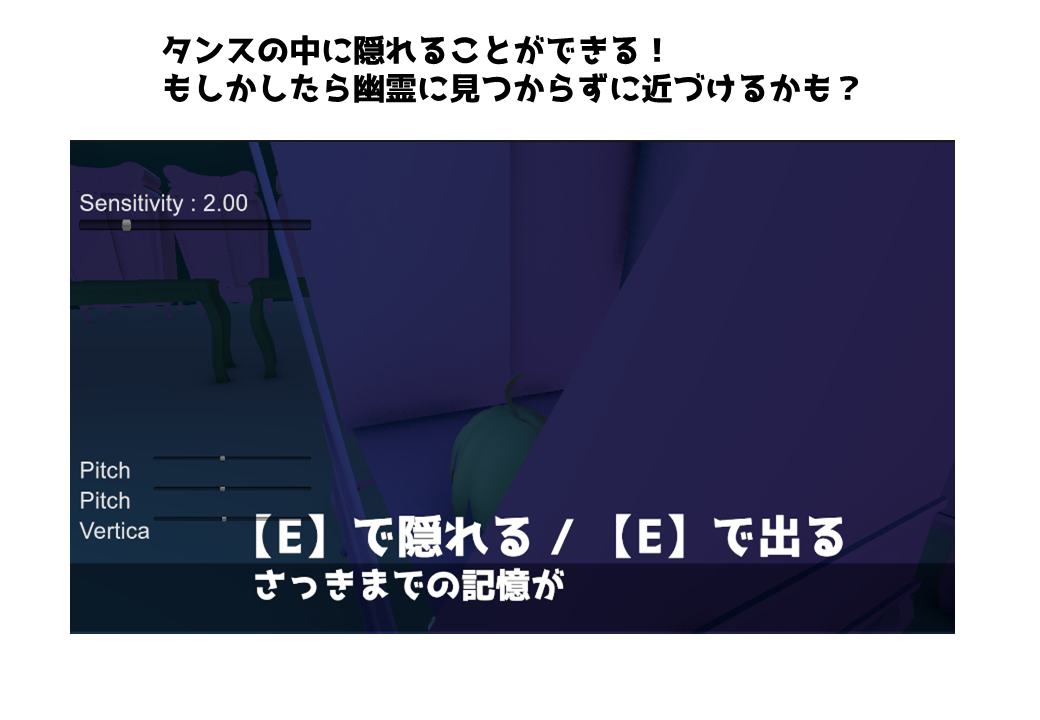 タンスの中に隠れることができる！
もしかしたら幽霊に見つからずに近づけるかも？
Sensitivity : 2.00
Pitch
Pitch
Vertica
【E】で隠れる / 【E】で出る
さっきまでの記憶が